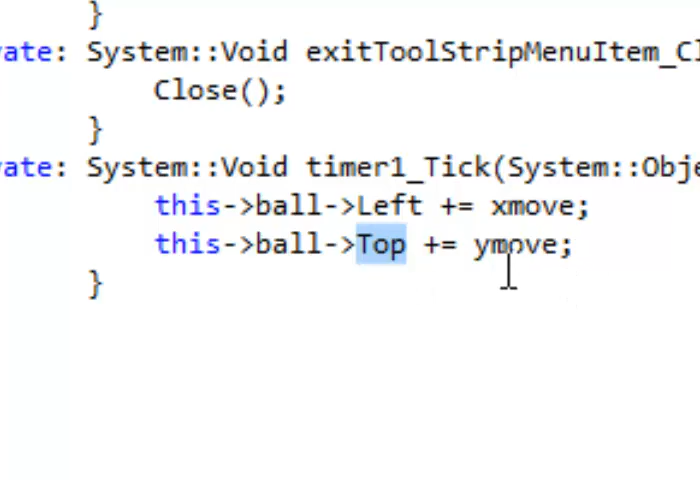 }
vate: System::Void exitToolStripMenuItem_Cl
Close();
}
vate: System::Void timer1_Tick(System::Obje
this->ball->Left += xmove;
this->ball->Top += ymove;
}